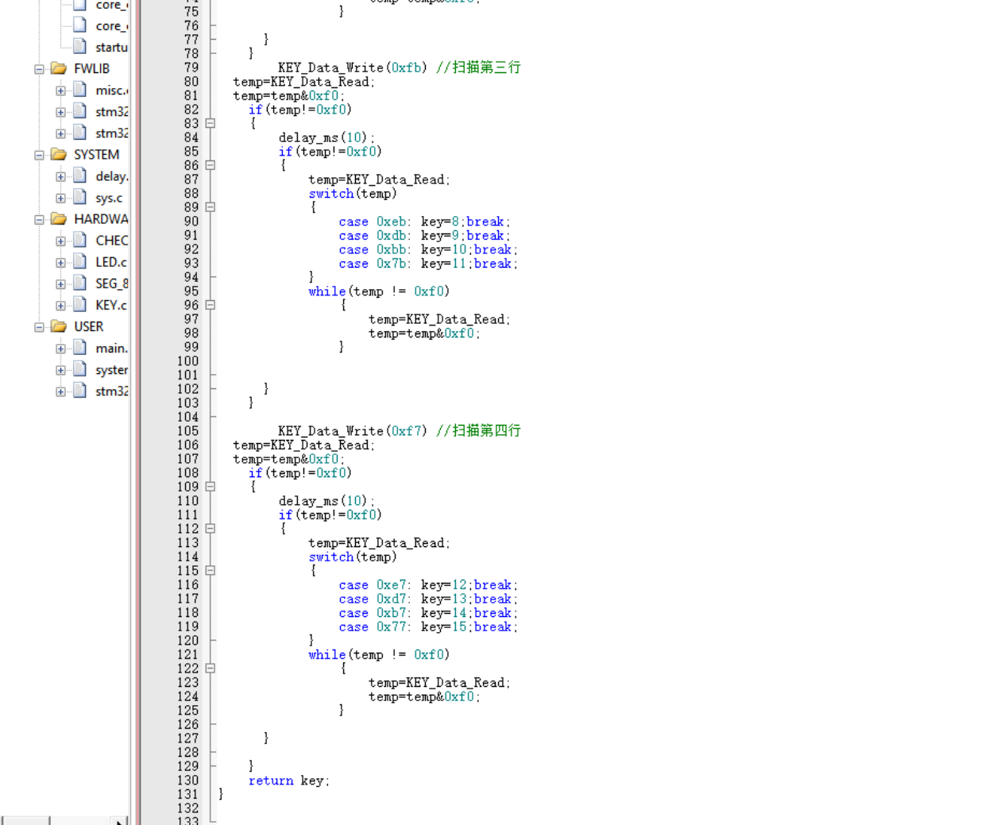 core_
core_
startu
FWLIB
misc.
stm32
stm32
SYSTEM
delay.
sys.c
HARDWA
CHEC
LED.c
SEG_8
KEY.c
USER
main.
system
stm32
75 }
76
77 }
78 }
79 KEY_Data_Write(0xfb) //扫描第三行
80 temp=KEY_Data_Read;
81 temp=temp&0xf0;
82 if(temp!=0xf0)
83 {
84 delay_ms(10);
85 if(temp!=0xf0)
86 {
87 temp=KEY_Data_Read;
88 switch(temp)
89 {
90 case 0xeb: key=8;break;
91 case 0xdb: key=9;break;
92 case 0xbb: key=10;break;
93 case 0x7b: key=11;break;
94 }
95 while(temp != 0xf0)
96 {
97 temp=KEY_Data_Read;
98 temp=temp&0xf0;
99 }
100
101
102 }
103 }
104
105 KEY_Data_Write(0xf7) //扫描第四行
106 temp=KEY_Data_Read;
107 temp=temp&0xf0;
108 if(temp!=0xf0)
109 {
110 delay_ms(10);
111 if(temp!=0xf0)
112 {
113 temp=KEY_Data_Read;
114 switch(temp)
115 {
116 case 0xe7: key=12;break;
117 case 0xd7: key=13;break;
118 case 0xb7: key=14;break;
119 case 0x77: key=15;break;
120 }
121 while(temp != 0xf0)
122 {
123 temp=KEY_Data_Read;
124 temp=temp&0xf0;
125 }
126
127 }
128
129 }
130 return key;
131 }
132
133